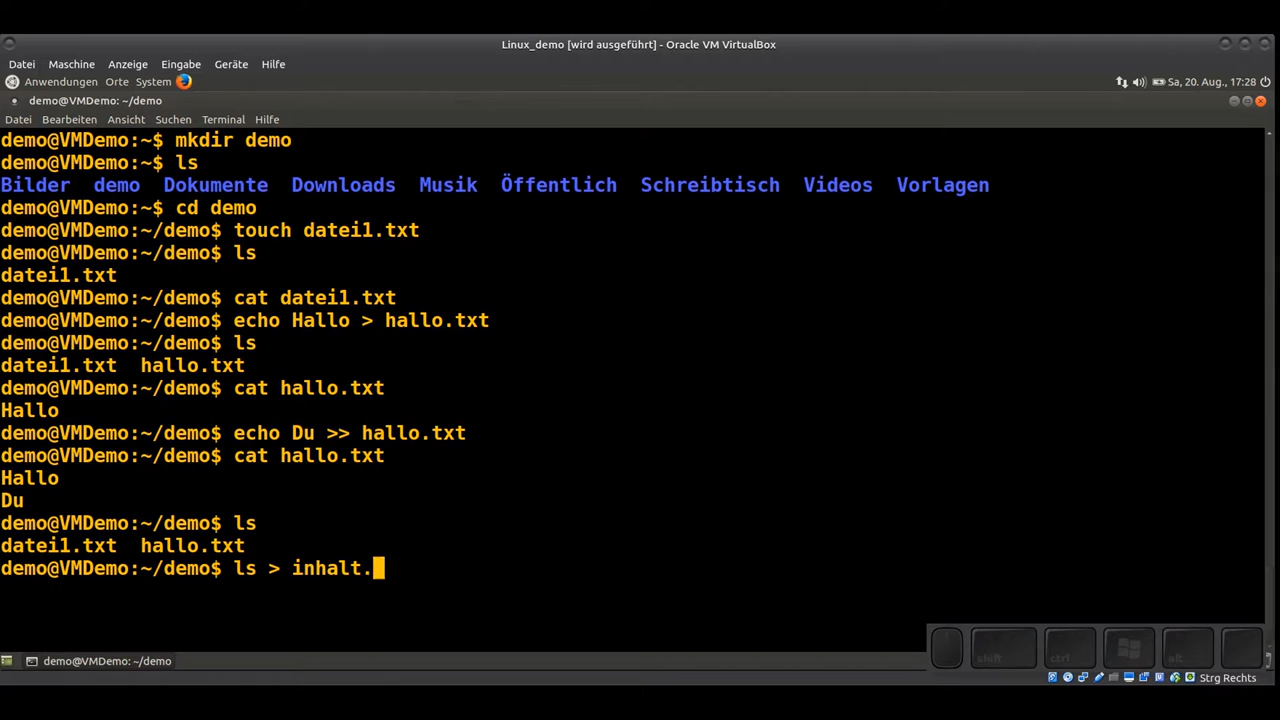 Linux_demo [wird ausgeführt] - Oracle VM VirtualBox
Datei Maschine Anzeige Eingabe Geräte Hilfe
Anwendungen Orte System Sa, 20. Aug., 17:28
demo@VMDemo: ~/demo
Datei Bearbeiten Ansicht Suchen Terminal Hilfe
demo@VMDemo:~$ mkdir demo
demo@VMDemo:~$ ls
Bilder demo Dokumente Downloads Musik Öffentlich Schreibtisch Videos Vorlagen
demo@VMDemo:~$ cd demo
demo@VMDemo:~/demo$ touch datei1.txt
demo@VMDemo:~/demo$ ls
datei1.txt
demo@VMDemo:~/demo$ cat datei1.txt
demo@VMDemo:~/demo$ echo Hallo > hallo.txt
demo@VMDemo:~/demo$ ls
datei1.txt hallo.txt
demo@VMDemo:~/demo$ cat hallo.txt
Hallo
demo@VMDemo:~/demo$ echo Du >> hallo.txt
demo@VMDemo:~/demo$ cat hallo.txt
Hallo
Du
demo@VMDemo:~/demo$ ls
datei1.txt hallo.txt
demo@VMDemo:~/demo$ ls > inhalt.
shift ctrl alt
demo@VMDemo: ~/demo
Strg Rechts